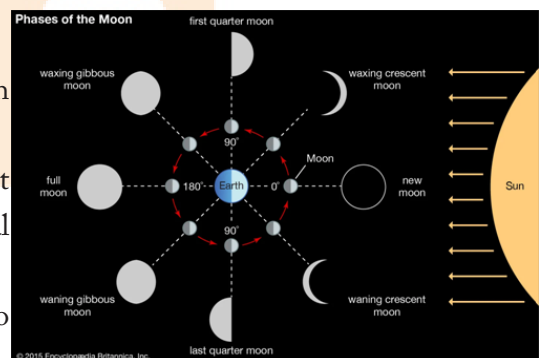 Phases of the Moon
first quarter moon
waxing gibbous
moon
waxing crescent
moon
90°
Moon
full
moon
180°
Earth
0°
new
moon
Sun
90°
waning gibbous
moon
waning crescent
moon
last quarter moon
© 2015 Encyclopædia Britannica, Inc.